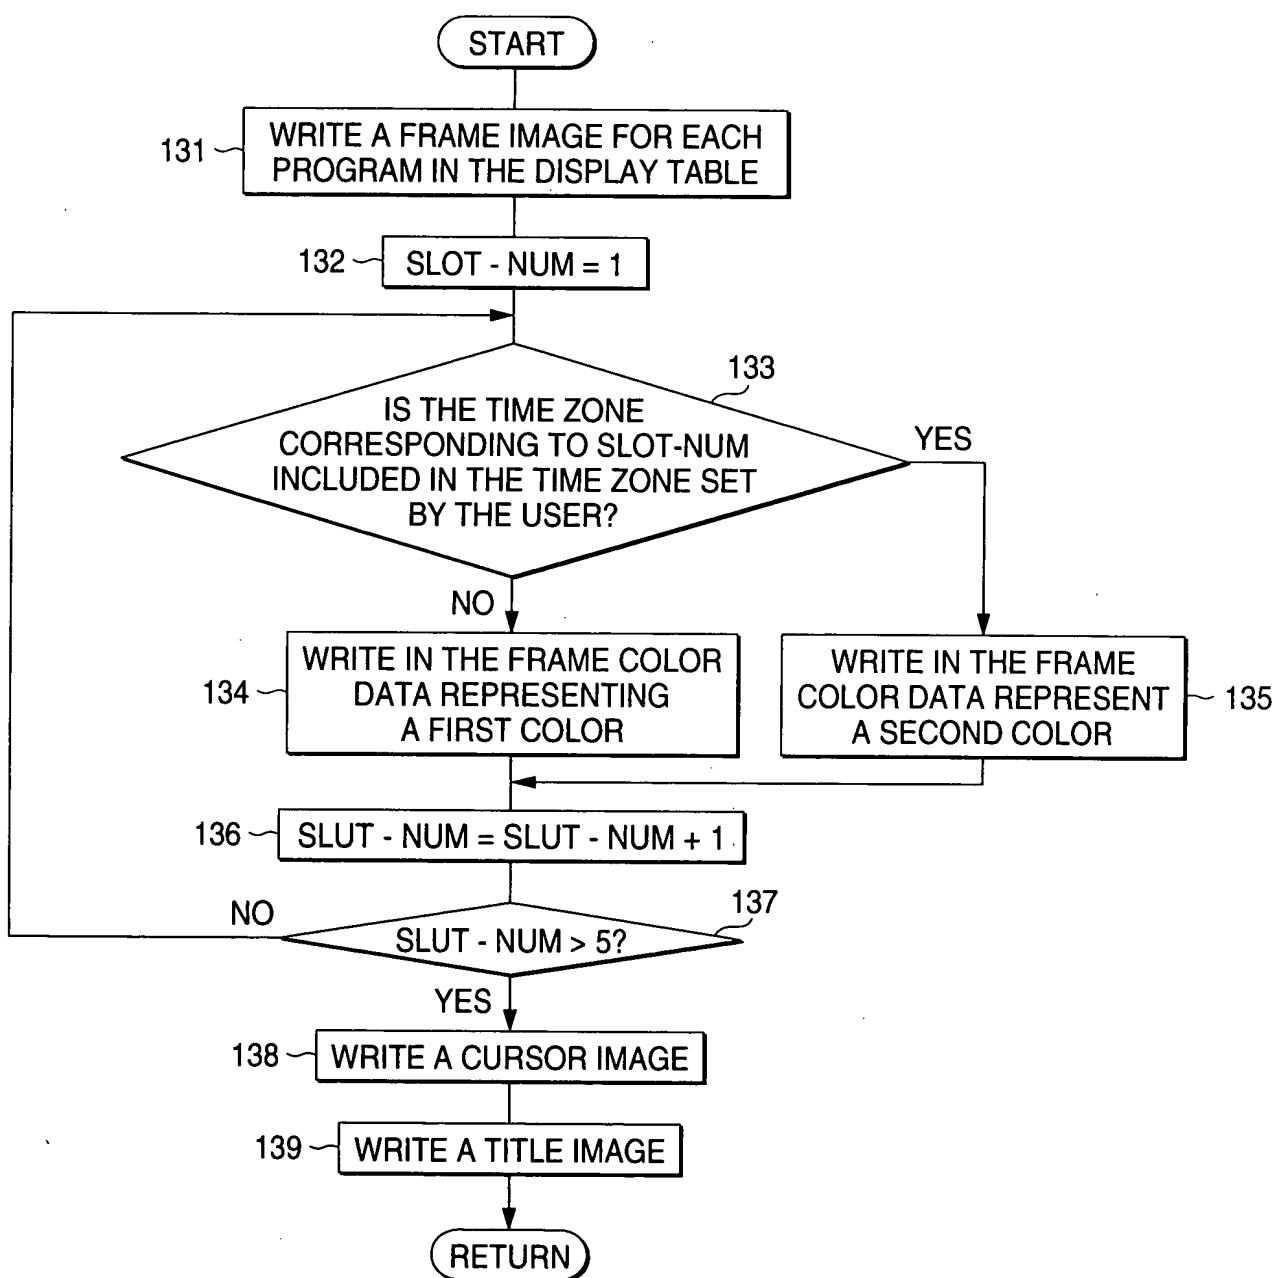 START
131
WRITE A FRAME IMAGE FOR EACH
PROGRAM IN THE DISPLAY TABLE
132
SLOT - NUM = 1
133
IS THE TIME ZONE
CORRESPONDING TO SLOT-NUM
INCLUDED IN THE TIME ZONE SET
BY THE USER?
YES
NO
134
WRITE IN THE FRAME COLOR
DATA REPRESENTING
A FIRST COLOR
WRITE IN THE FRAME
COLOR DATA REPRESENT
A SECOND COLOR
135
136
SLUT - NUM = SLUT - NUM + 1
137
NO
SLUT - NUM > 5?
YES
138
WRITE A CURSOR IMAGE
139
WRITE A TITLE IMAGE
RETURN